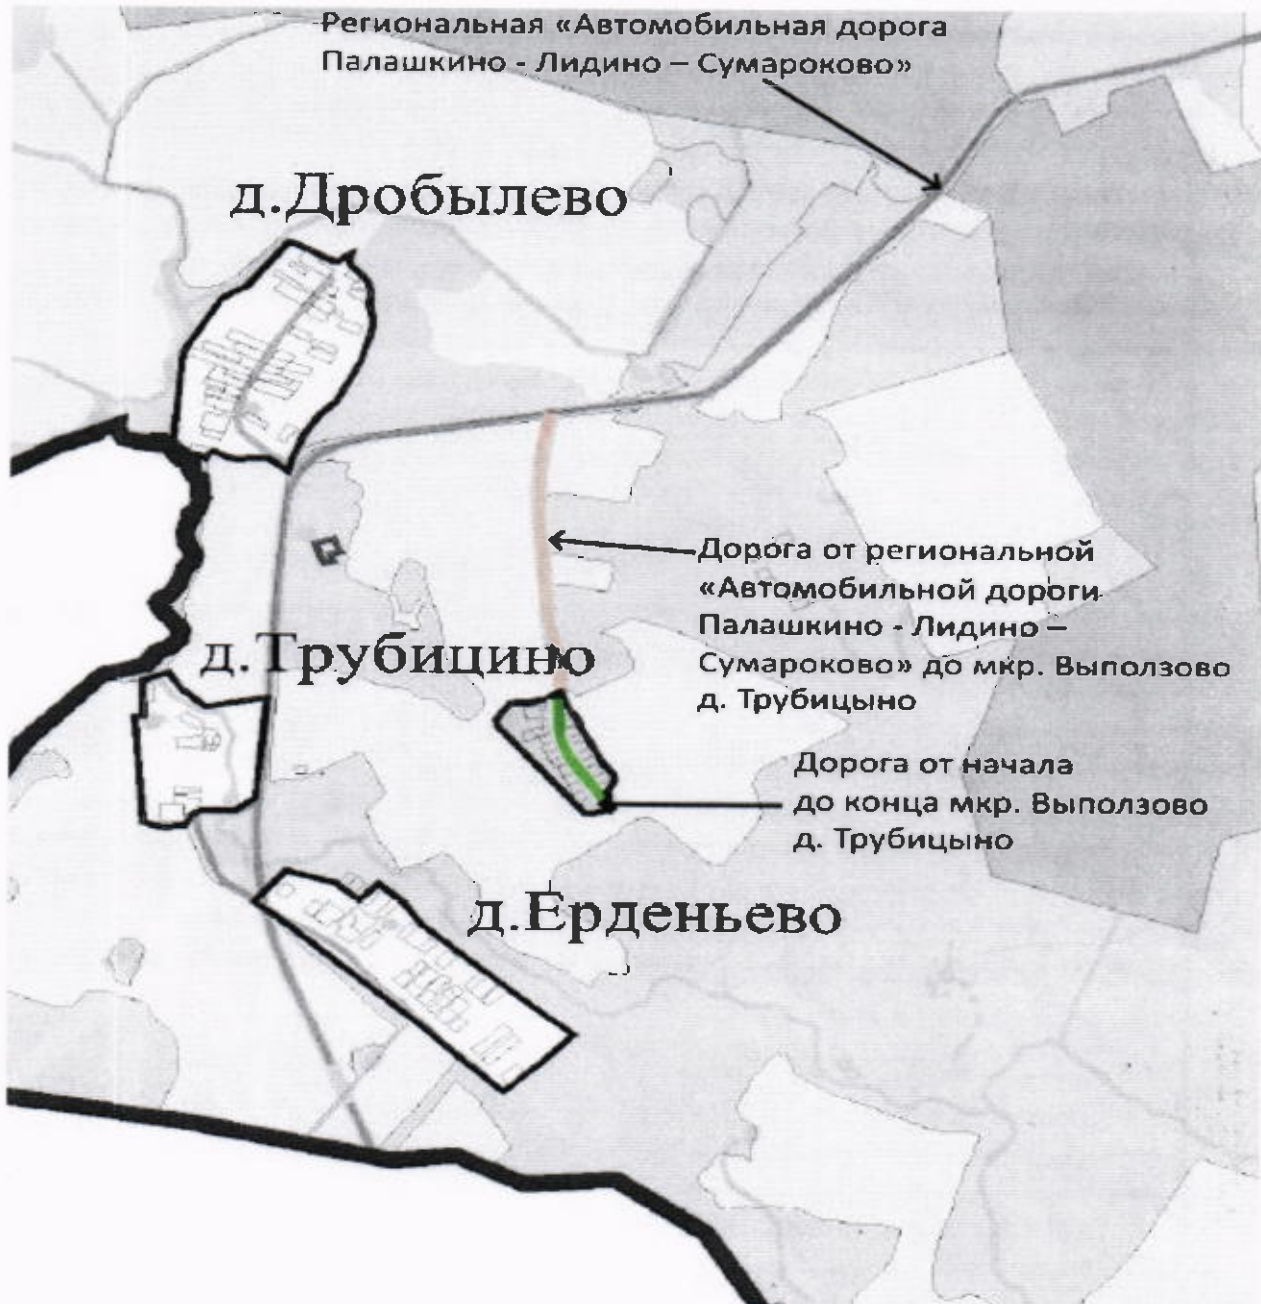 Региональная «Автомобильная дорога
Палашкино - Лидино – Сумароково»
д.Дробылево
Дорога от региональной
«Автомобильной дороги
Палашкино - Лидино –
Сумароково» до мкр. Выползово
д. Трубицыно
д.Трубицино
Дорога от начала
до конца мкр. Выползово
д. Трубицыно
д.Ерденьево